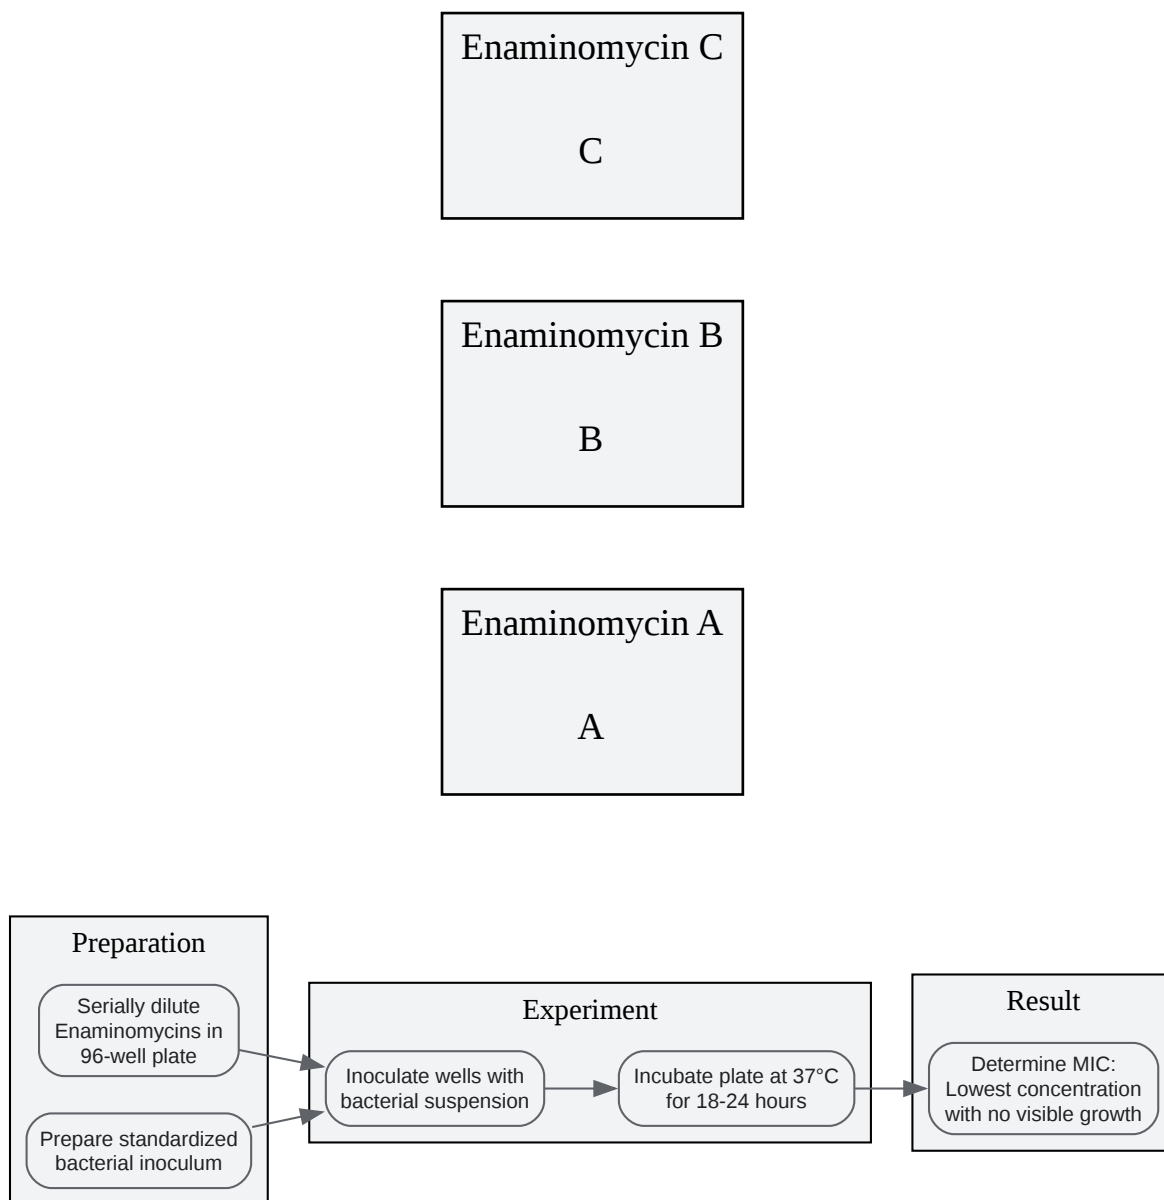 Enaminomycin C
C
Enaminomycin B
B
Enaminomycin A
A
Preparation
Serially dilute
Enaminomycins in
96-well plate
Prepare standardized
bacterial inoculum
Experiment
Inoculate wells with
bacterial suspension
Incubate plate at 37°C
for 18-24 hours
Result
Determine MIC:
Lowest concentration
with no visible growth